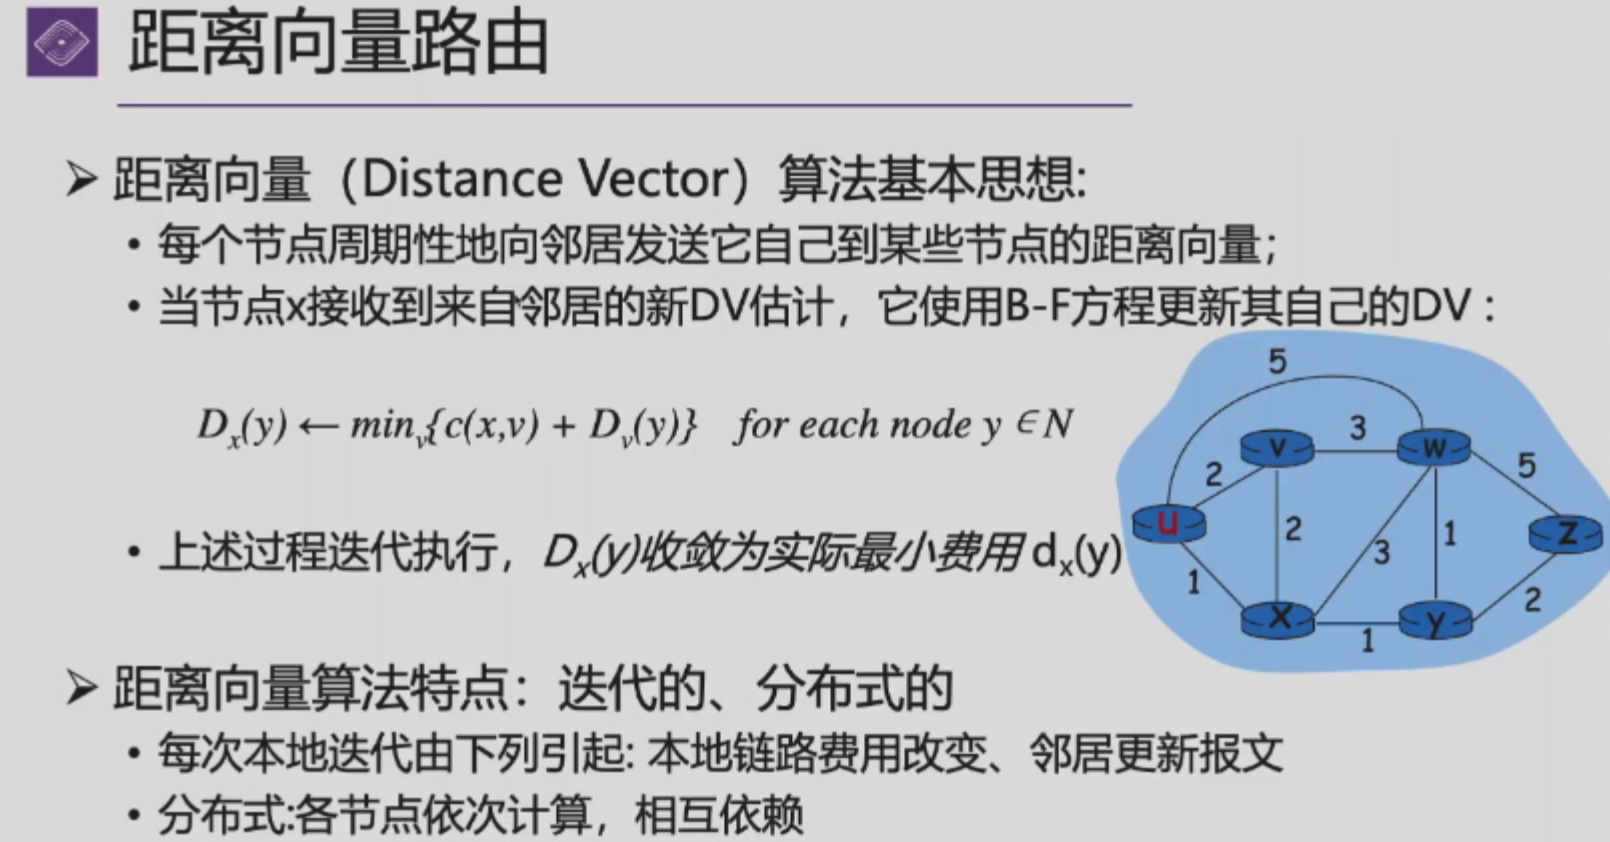 距离向量路由
➢ 距离向量（Distance Vector）算法基本思想:
• 每个节点周期性地向邻居发送它自己到某些节点的距离向量；
• 当节点x接收到来自邻居的新DV估计，它使用B-F方程更新其自己的DV：
Dx(y) ← minv{c(x,v) + Dv(y)} for each node y ∈ N
• 上述过程迭代执行，Dx(y)收敛为实际最小费用 dx(y)
➢ 距离向量算法特点：迭代的、分布式的
• 每次本地迭代由下列引起: 本地链路费用改变、邻居更新报文
• 分布式:各节点依次计算，相互依赖
5
v 3 w
2 5
u 2 1 z
3
1 2
x 1 y